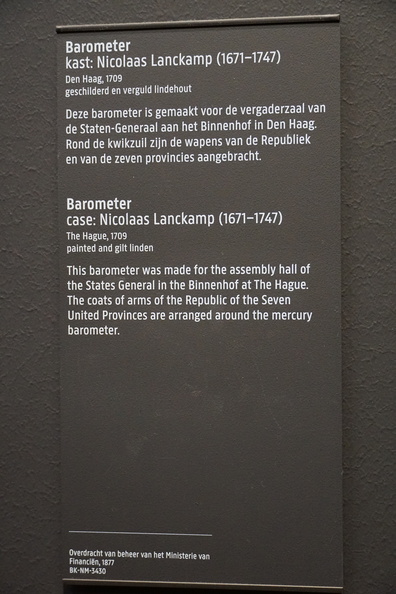 Barometer
kast: Nicolaas Lanckamp (1671–1747)
Den Haag, 1709
geschilderd en verguld lindehout
Deze barometer is gemaakt voor de vergaderzaal van
de Staten-Generaal aan het Binnenhof in Den Haag.
Rond de kwikzuil zijn de wapens van de Republiek
en van de zeven provincies aangebracht.
Barometer
case: Nicolaas Lanckamp (1671–1747)
The Hague, 1709
painted and gilt linden
This barometer was made for the assembly hall of
the States General in the Binnenhof at The Hague.
The coats of arms of the Republic of the Seven
United Provinces are arranged around the mercury
barometer.
Overdracht van beheer van het Ministerie van
Financiën, 1877
BK-NM-3430